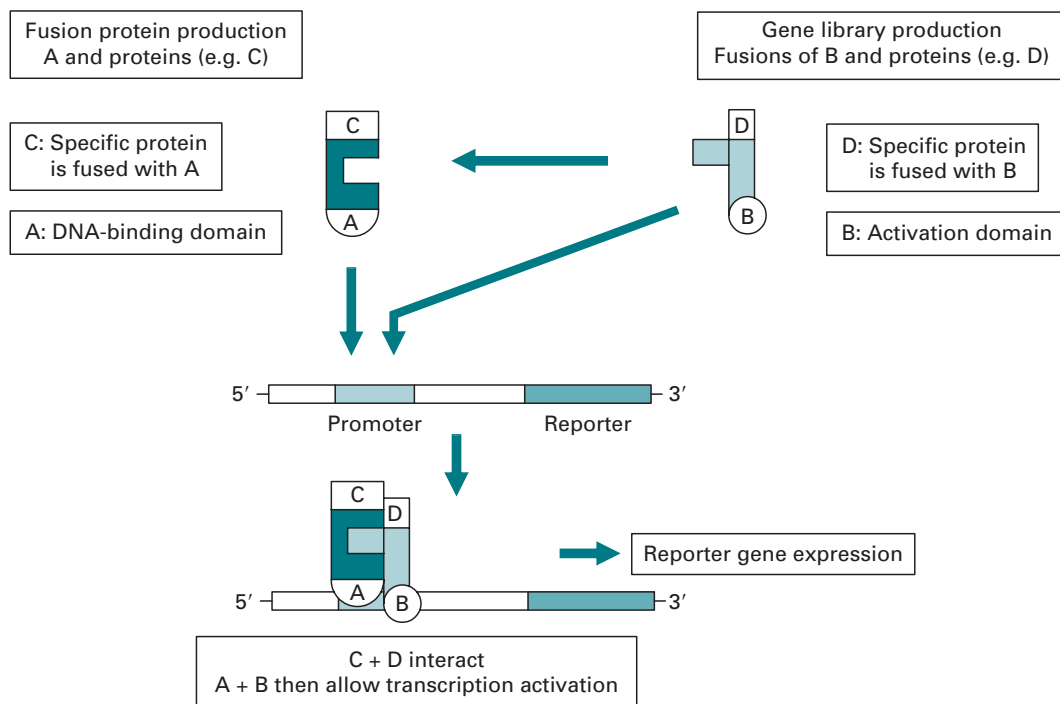 Fusion protein production
A and proteins (e.g. C)
Gene library production
Fusions of B and proteins (e.g. D)
C: Specific protein
is fused with A
C
A
D
B
D: Specific protein
is fused with B
A: DNA-binding domain
B: Activation domain
5′
3′
Promoter
Reporter
C
D
A
B
Reporter gene expression
5′
3′
C + D interact
A + B then allow transcription activation